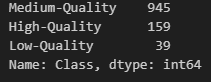 Medium-Quality    945
High-Quality      159
Low-Quality        39
Name: Class, dtype: int64